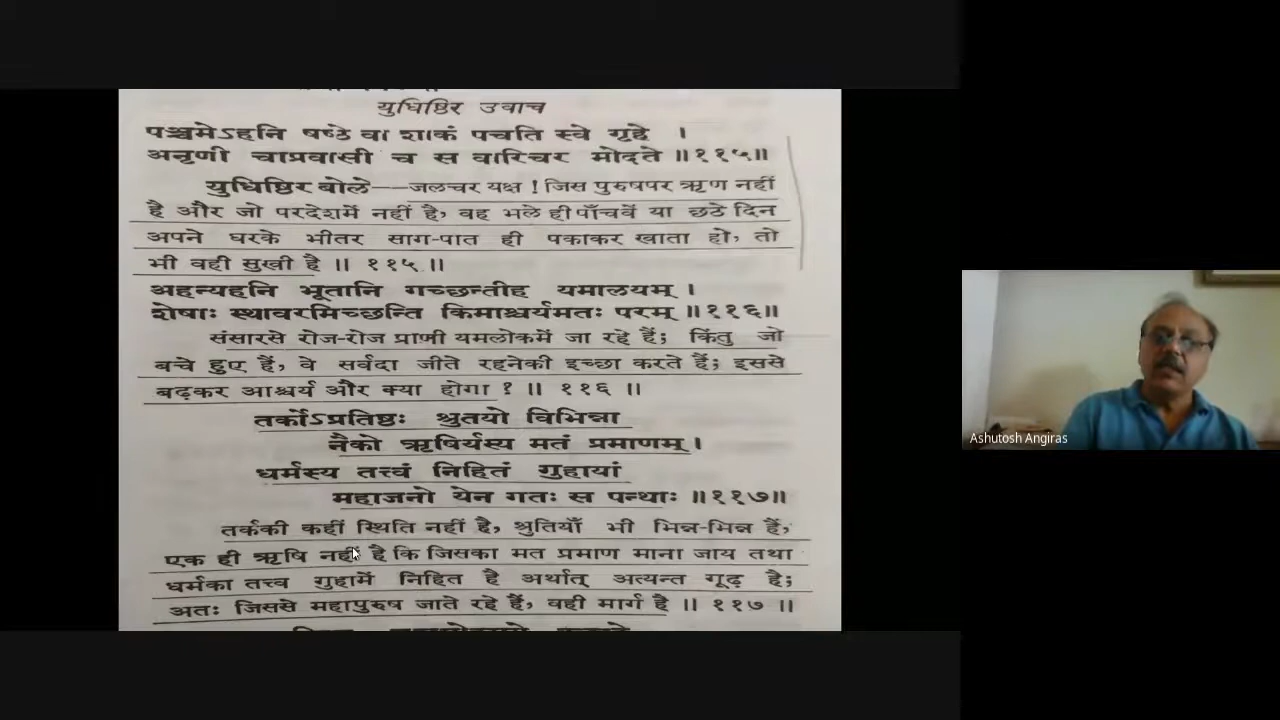 युधिष्ठिर उवाच
पञ्चमेऽहनि षष्ठे वा शाकं पचति स्वे गृहे ।
अनृणी चाप्रवासी च स वारिचर मोदते ॥११५॥
युधिष्ठिर बोले—जलचर यक्ष ! जिस पुरुषपर ऋण नहीं
है और जो परदेशमें नहीं है, वह भले ही पाँचवें या छठे दिन
अपने घरके भीतर साग-पात ही पकाकर खाता हो, तो
भी वही सुखी है ॥ ११५ ॥
अहन्यहनि भूतानि गच्छन्तीह यमालयम् ।
शेषाः स्थावरमिच्छन्ति किमाश्चर्यमतः परम् ॥११६॥
संसारसे रोज-रोज प्राणी यमलोकमें जा रहे हैं; किंतु जो
बचे हुए हैं, वे सर्वदा जीते रहनेकी इच्छा करते हैं; इससे
बढ़कर आश्चर्य और क्या होगा ? ॥ ११६ ॥
तर्कोऽप्रतिष्ठः श्रुतयो विभिन्ना
नैको ऋषिर्यस्य मतं प्रमाणम् ।
धर्मस्य तत्त्वं निहितं गुहायां
महाजनो येन गतः स पन्थाः ॥११७॥
तर्ककी कहीं स्थिति नहीं है, श्रुतियाँ भी भिन्न-भिन्न हैं,
एक ही ऋषि नहीं है कि जिसका मत प्रमाण माना जाय तथा
धर्मका तत्त्व गुहामें निहित है अर्थात् अत्यन्त गूढ़ है;
अतः जिससे महापुरुष जाते रहे हैं, वही मार्ग है ॥ ११७ ॥
Ashutosh Angiras